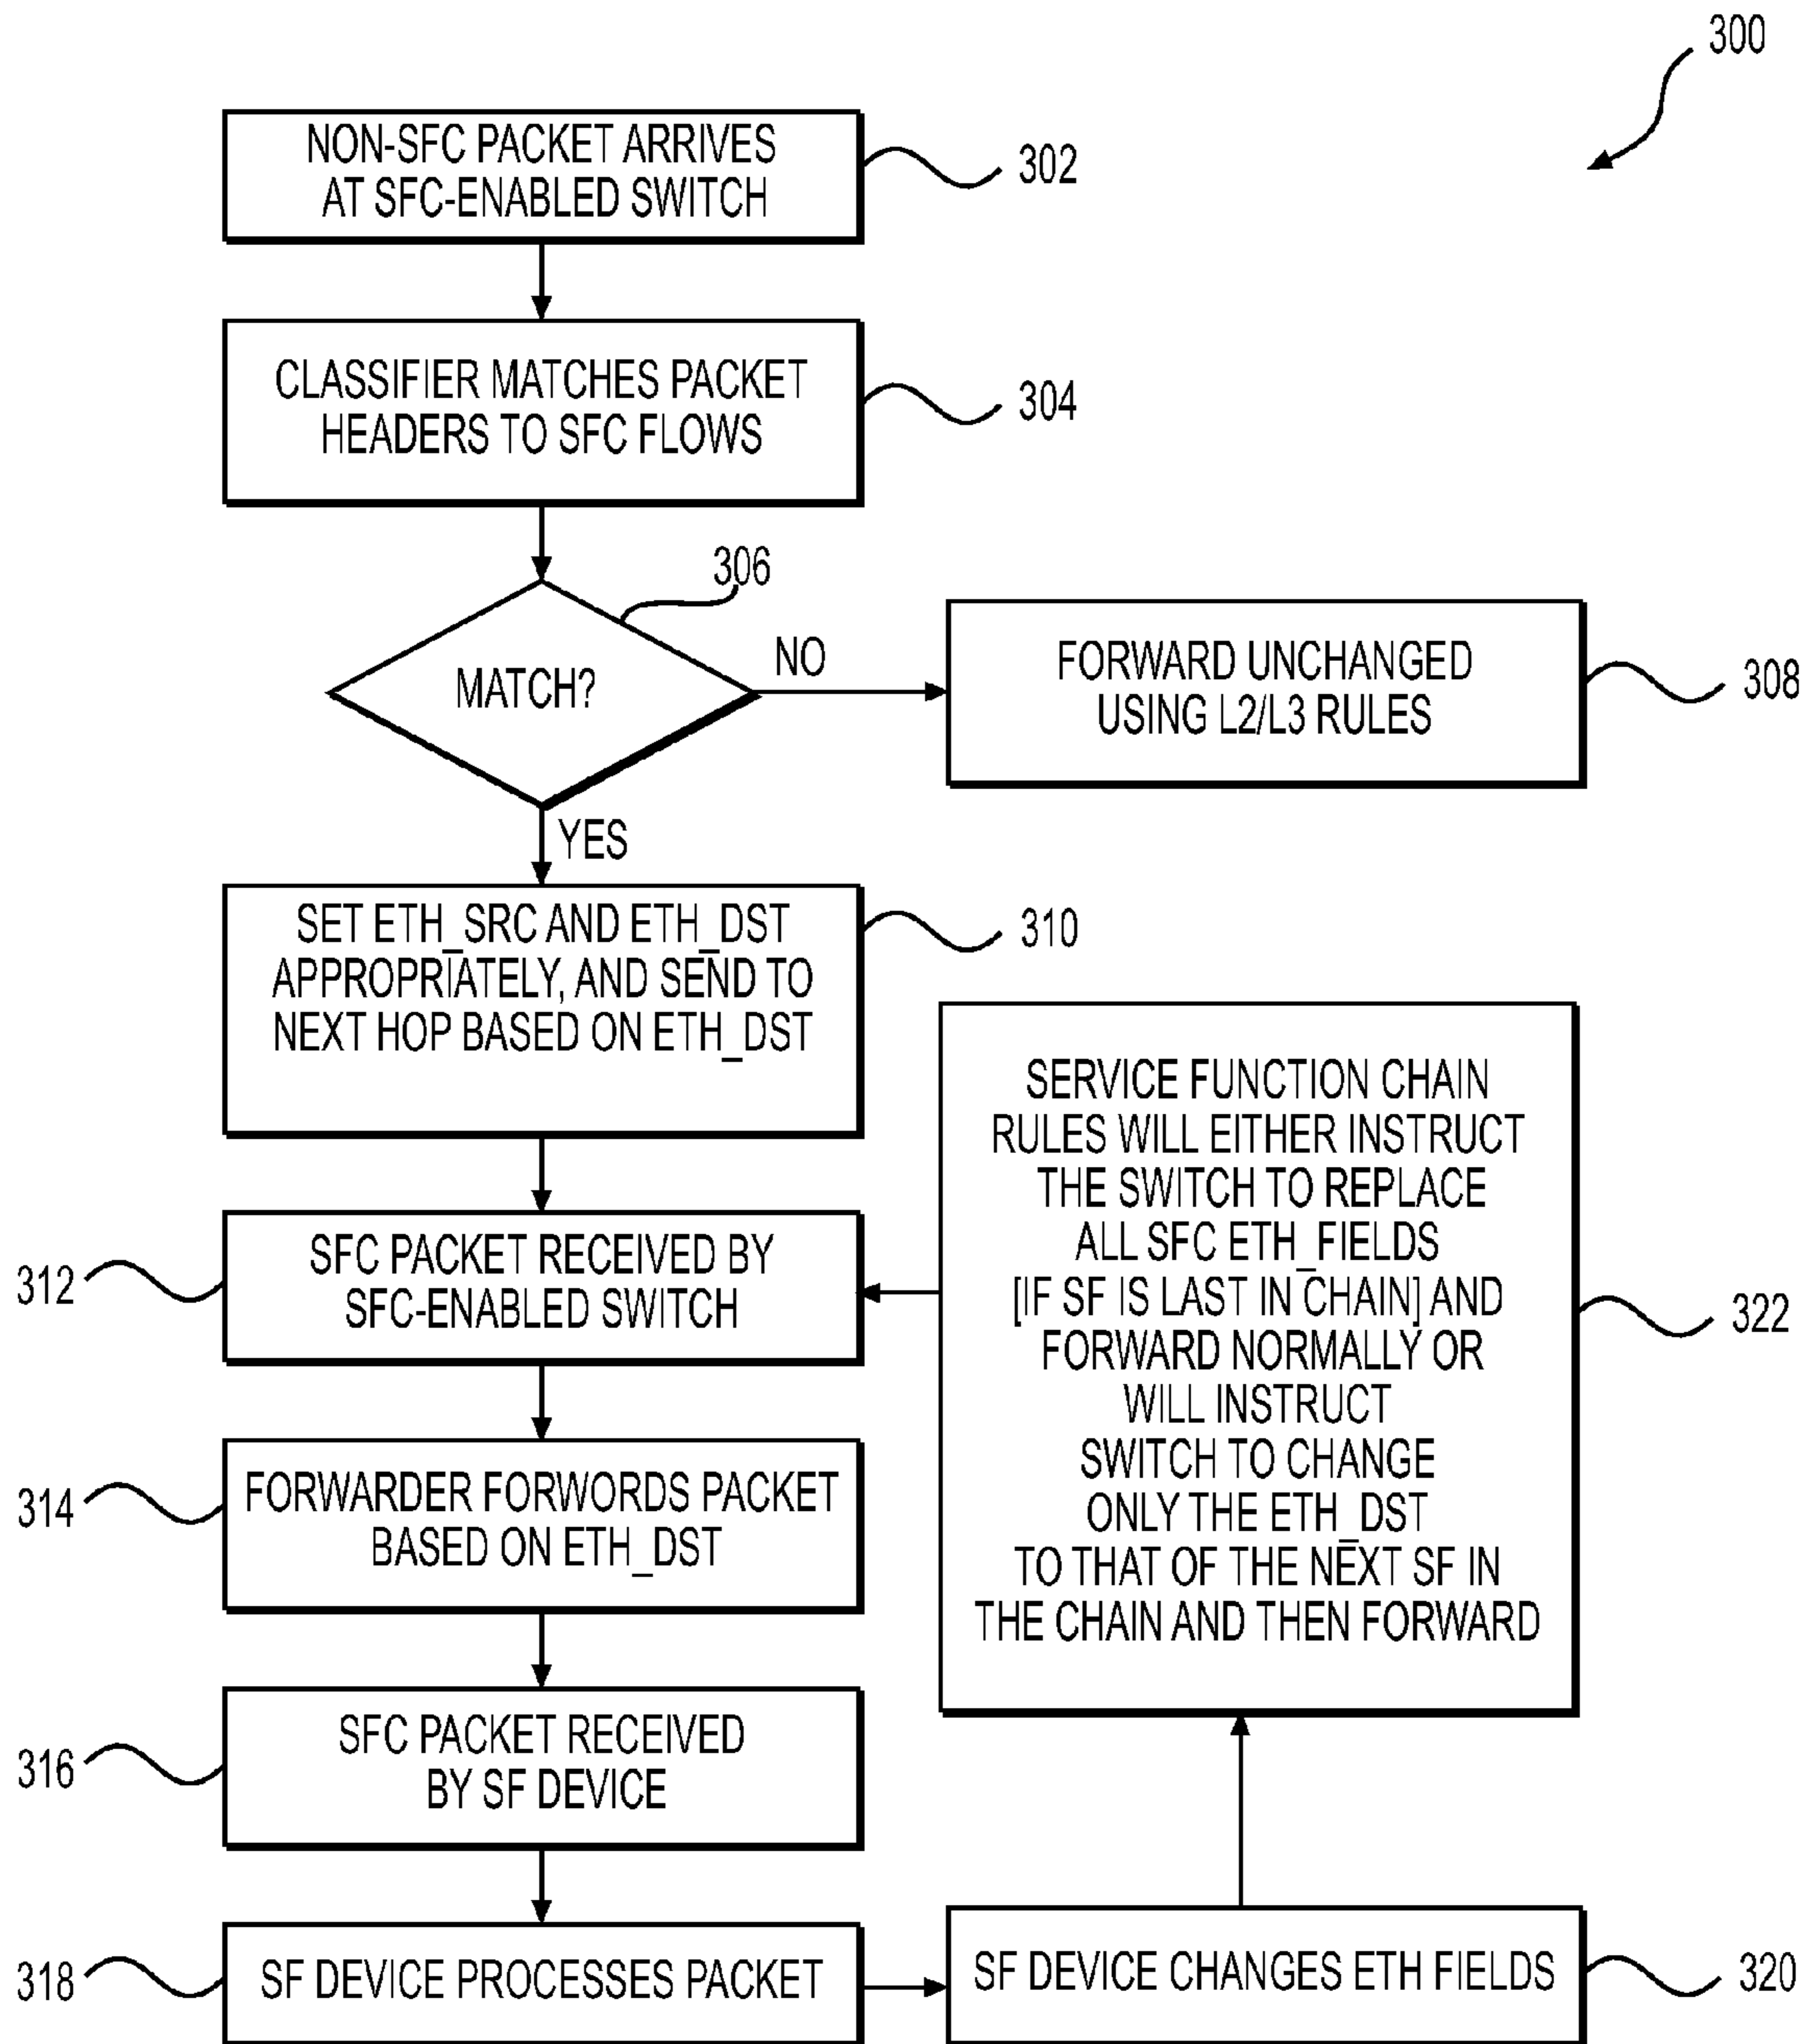 300
NON-SFC PACKET ARRIVES
AT SFC-ENABLED SWITCH
302
CLASSIFIER MATCHES PACKET
HEADERS TO SFC FLOWS
304
306
MATCH?
NO
FORWARD UNCHANGED
USING L2/L3 RULES
308
YES
SET ETH_SRC AND ETH_DST
APPROPRIATELY, AND SEND TO
NEXT HOP BASED ON ETH_DST
310
312
SFC PACKET RECEIVED BY
SFC-ENABLED SWITCH
314
FORWARDER FORWORDS PACKET
BASED ON ETH_DST
316
SFC PACKET RECEIVED
BY SF DEVICE
318
SF DEVICE PROCESSES PACKET
SF DEVICE CHANGES ETH FIELDS
320
SERVICE FUNCTION CHAIN
RULES WILL EITHER INSTRUCT
THE SWITCH TO REPLACE
ALL SFC ETH_FIELDS
[IF SF IS LAST IN CHAIN] AND
FORWARD NORMALLY OR
WILL INSTRUCT
SWITCH TO CHANGE
ONLY THE ETH_DST
TO THAT OF THE NEXT SF IN
THE CHAIN AND THEN FORWARD
322